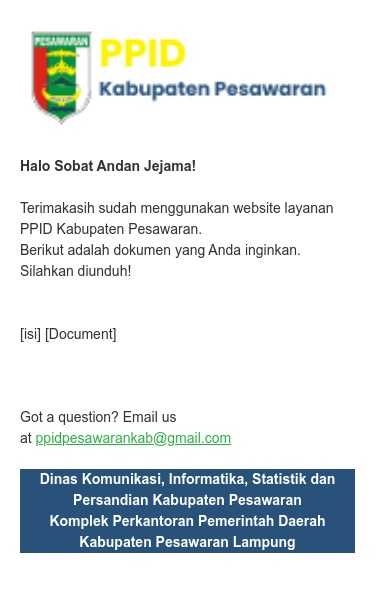 PESAWARAN
PPID
Kabupaten Pesawaran
Halo Sobat Andan Jejama!
Terimakasih sudah menggunakan website layanan
PPID Kabupaten Pesawaran.
Berikut adalah dokumen yang Anda inginkan.
Silahkan diunduh!
[isi] [Document]
Got a question? Email us
at ppidpesawarankab@gmail.com
Dinas Komunikasi, Informatika, Statistik dan
Persandian Kabupaten Pesawaran
Komplek Perkantoran Pemerintah Daerah
Kabupaten Pesawaran Lampung